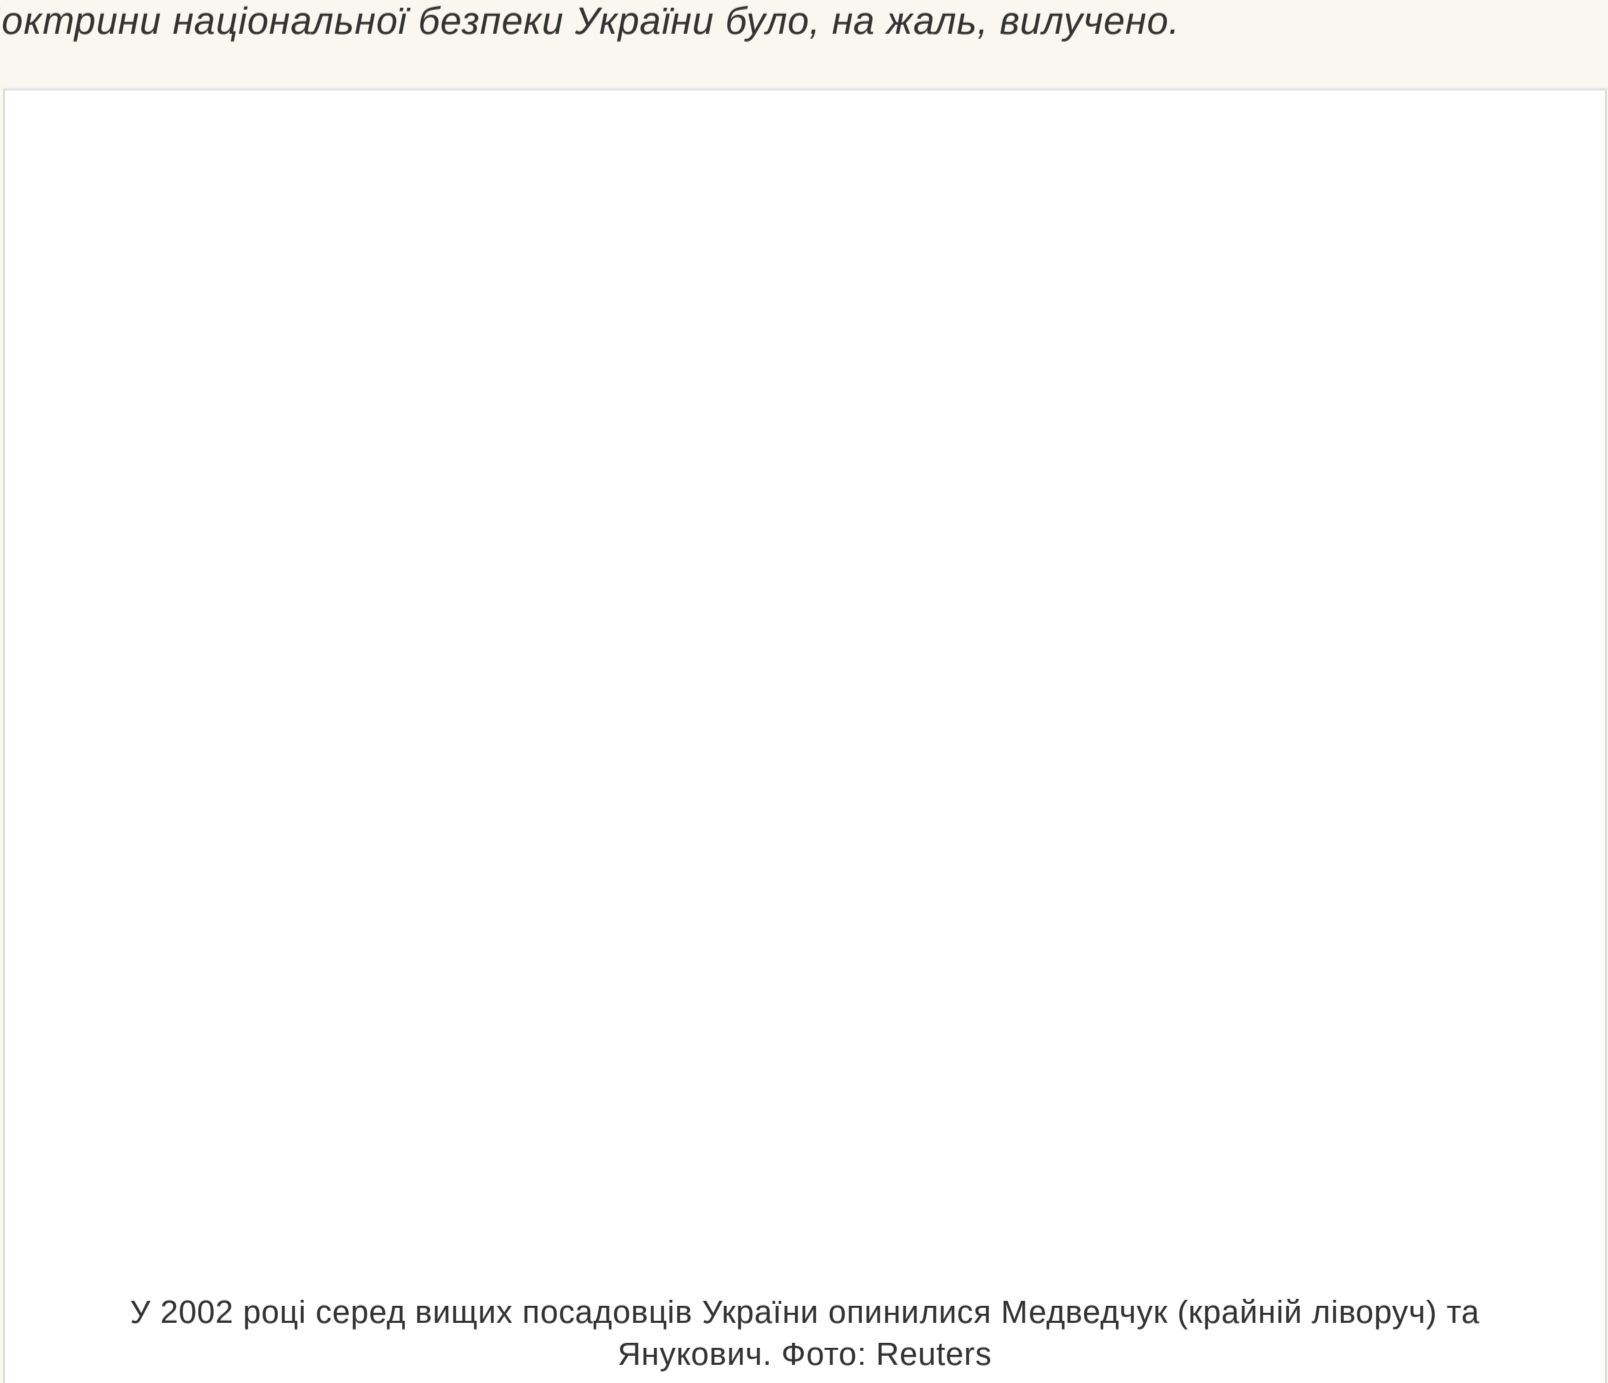 октрини національної безпеки України було, на жаль, вилучено.
У 2002 році серед вищих посадовців України опинилися Медведчук (крайній ліворуч) та
Янукович. Фото: Reuters